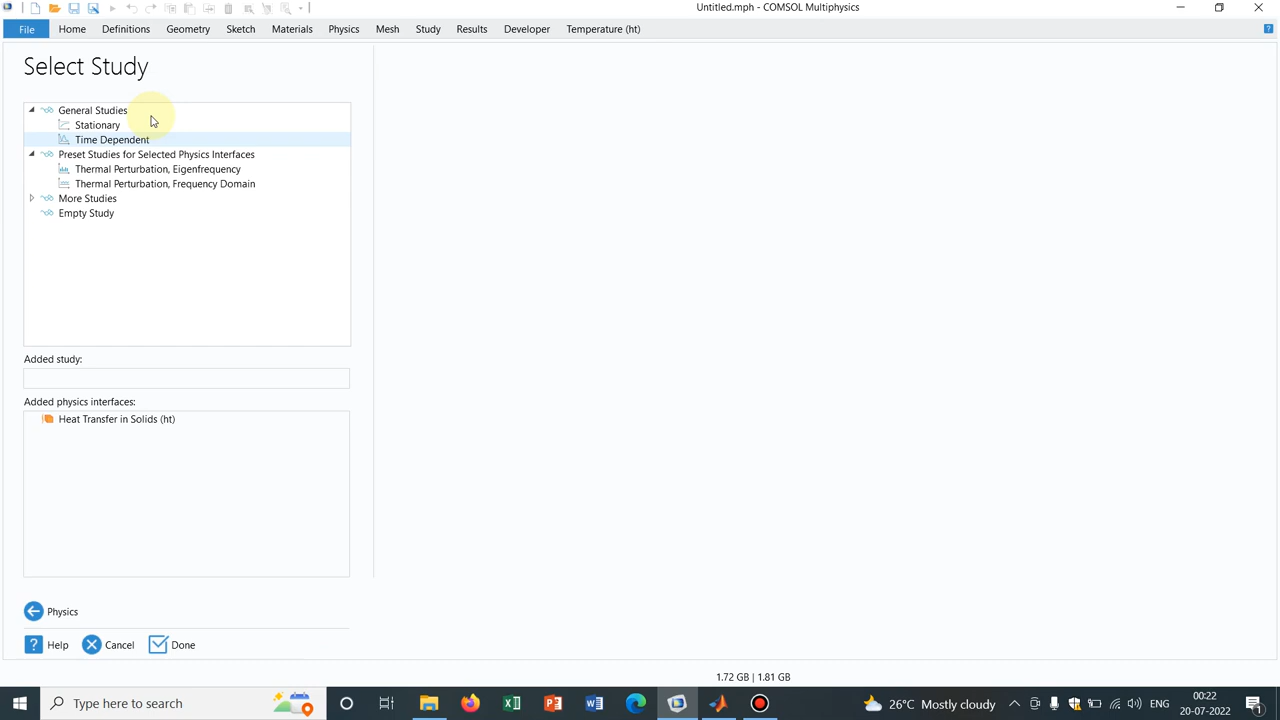 Untitled.mph - COMSOL Multiphysics
File Home Definitions Geometry Sketch Materials Physics Mesh Study Results Developer Temperature (ht)
Select Study
General Studies
Stationary
Time Dependent
Preset Studies for Selected Physics Interfaces
Thermal Perturbation, Eigenfrequency
Thermal Perturbation, Frequency Domain
More Studies
Empty Study
Added study:
Added physics interfaces:
Heat Transfer in Solids (ht)
Physics
Help Cancel Done
1.72 GB | 1.81 GB
Type here to search
26°C Mostly cloudy
ENG
00:22
20-07-2022